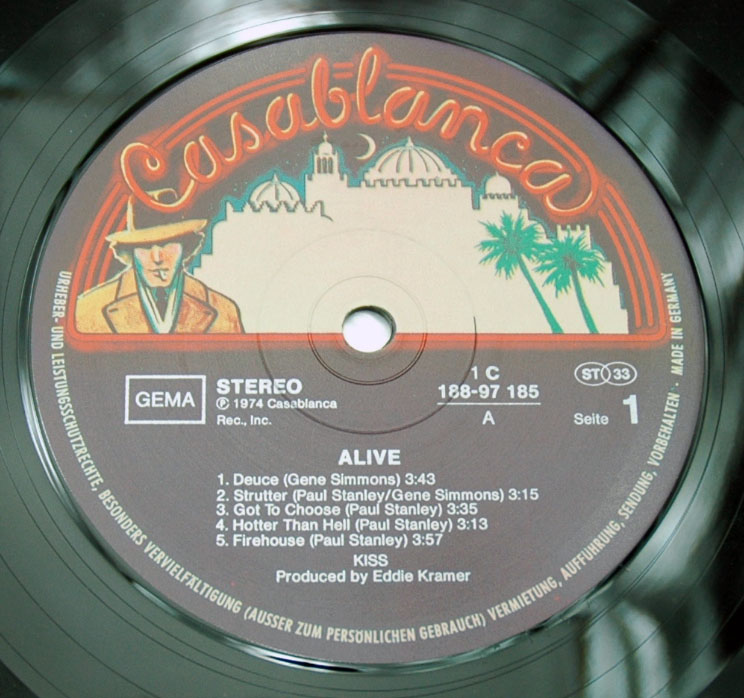 Casablanca
GEMA
STEREO
Ⓟ 1974 Casablanca
Rec., Inc.
1 C
188-97 185
A
ST 33
Seite 1
ALIVE
1. Deuce (Gene Simmons) 3:43
2. Strutter (Paul Stanley/Gene Simmons) 3:15
3. Got To Choose (Paul Stanley) 3:35
4. Hotter Than Hell (Paul Stanley) 3:13
5. Firehouse (Paul Stanley) 3:57
KISS
Produced by Eddie Kramer
URHEBER- UND LEISTUNGSSCHUTZRECHTE, BESONDERS VERVIELFÄLTIGUNG (AUSSER ZUM PERSÖNLICHEN GEBRAUCH) VERMIETUNG, AUFFÜHRUNG, SENDUNG, VORBEHALTEN · MADE IN GERMANY